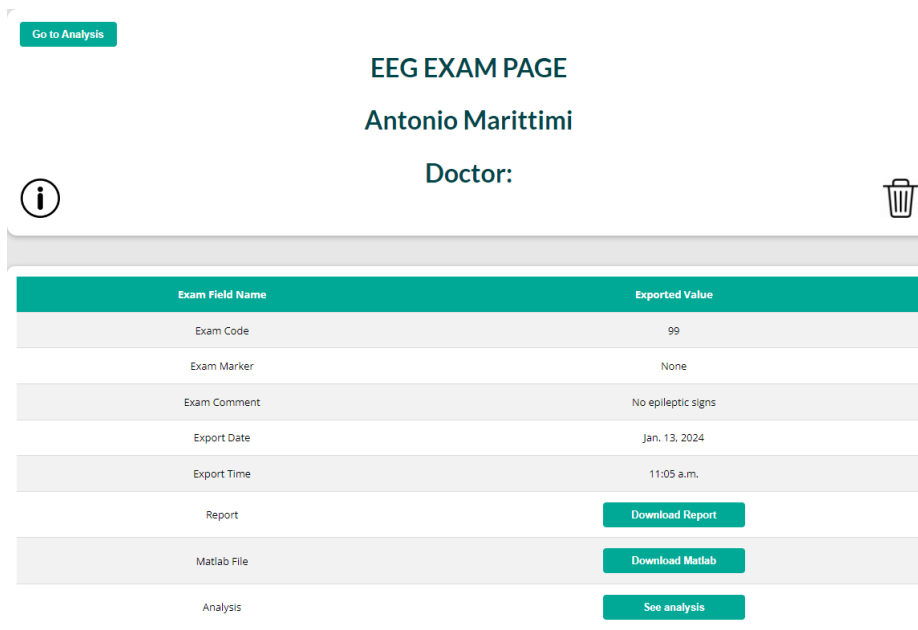 Go to Analysis
EEG EXAM PAGE
Antonio Marittimi
Doctor:
Exam Field Name Exported Value
Exam Code 99
Exam Marker None
Exam Comment No epileptic signs
Export Date Jan. 13, 2024
Export Time 11:05 a.m.
Report Download Report
Matlab File Download Matlab
Analysis See analysis